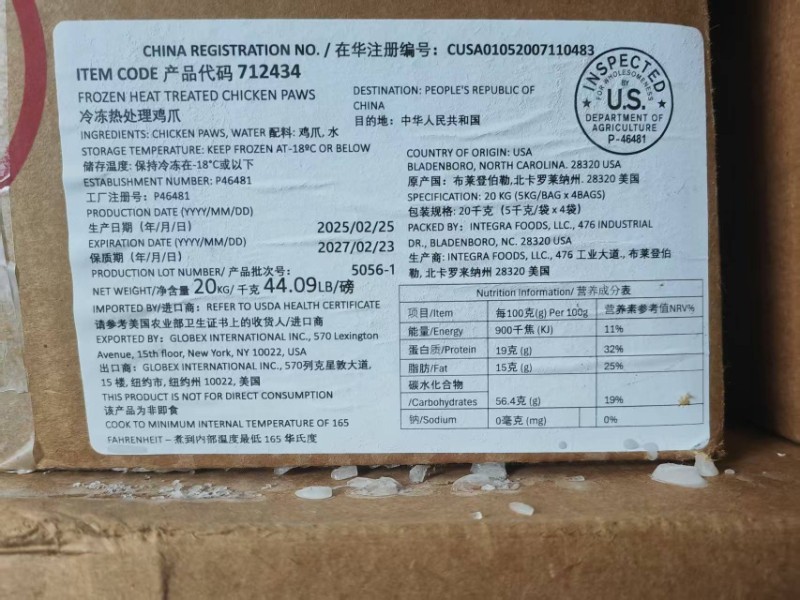 CHINA REGISTRATION NO. / 在华注册编号: CUSA01052007110483
ITEM CODE 产品代码 712434
FROZEN HEAT TREATED CHICKEN PAWS
冷冻热处理鸡爪
INGREDIENTS: CHICKEN PAWS, WATER 配料: 鸡爪, 水
STORAGE TEMPERATURE: KEEP FROZEN AT-18ºC OR BELOW
储存温度: 保持冷冻在-18°C或以下
ESTABLISHMENT NUMBER: P46481
工厂注册号: P46481
PRODUCTION DATE (YYYY/MM/DD)
生产日期 (年/月/日) 2025/02/25
EXPIRATION DATE (YYYY/MM/DD)
保质期 (年/月/日) 2027/02/23
PRODUCTION LOT NUMBER/ 产品批次号: 5056-1
NET WEIGHT/净含量 20KG/ 千克 44.09LB/磅
IMPORTED BY/进口商: REFER TO USDA HEALTH CERTIFICATE
请参考美国农业部卫生证书上的收货人/进口商
EXPORTED BY: GLOBEX INTERNATIONAL INC., 570 Lexington
Avenue, 15th floor, New York, NY 10022, USA
出口商: GLOBEX INTERNATIONAL INC., 570列克星敦大道,
15 楼, 纽约市, 纽约州 10022, 美国
THIS PRODUCT IS NOT FOR DIRECT CONSUMPTION
该产品为非即食
COOK TO MINIMUM INTERNAL TEMPERATURE OF 165
FAHRENHEIT – 煮到内部温度最低 165 华氏度
DESTINATION: PEOPLE'S REPUBLIC OF
CHINA
目的地: 中华人民共和国
INSPECTED
FOR WHOLESOMENESS
BY
U.S.
DEPARTMENT OF
AGRICULTURE
P-46481
COUNTRY OF ORIGIN: USA
BLADENBORO, NORTH CAROLINA. 28320 USA
原产国: 布莱登伯勒,北卡罗莱纳州. 28320 美国
SPECIFICATION: 20 KG (5KG/BAG x 4BAGS)
包装规格: 20千克 (5千克/袋 x 4袋)
PACKED BY: INTEGRA FOODS, LLC., 476 INDUSTRIAL
DR., BLADENBORO, NC. 28320 USA
生产商: INTEGRA FOODS, LLC., 476 工业大道., 布莱登伯
勒, 北卡罗来纳州 28320 美国
Nutrition Information/ 营养成分表
项目/Item 每100克(g) Per 100g 营养素参考值NRV%
能量/Energy 900千焦 (KJ) 11%
蛋白质/Protein 19克 (g) 32%
脂肪/Fat 15克 (g) 25%
碳水化合物
/Carbohydrates 56.4克 (g) 19%
钠/Sodium 0毫克 (mg) 0%